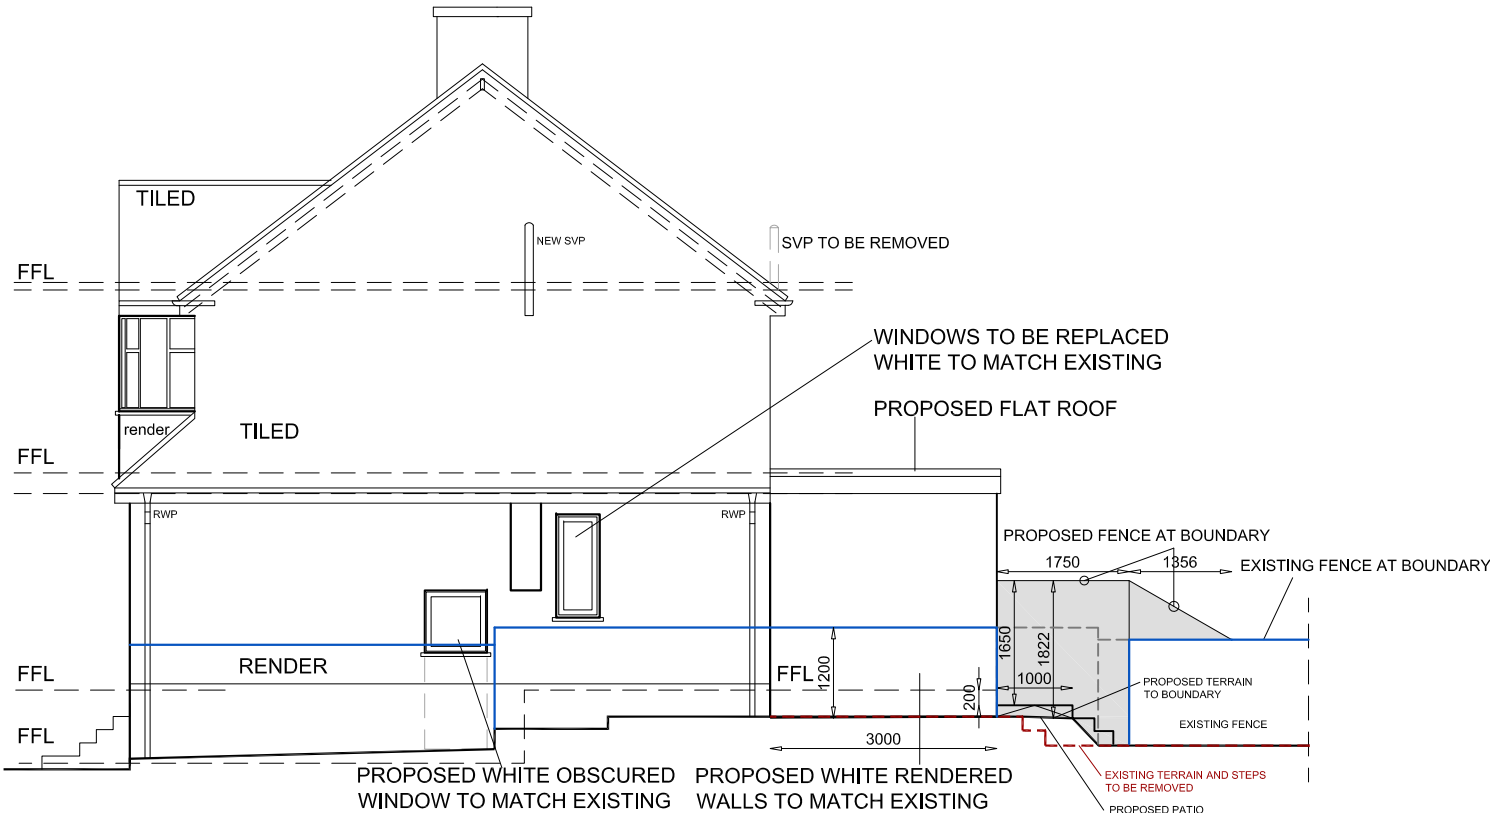 TILED
NEW SVP
SVP TO BE REMOVED
FFL
WINDOWS TO BE REPLACED
WHITE TO MATCH EXISTING
PROPOSED FLAT ROOF
render
TILED
FFL
RWP
RWP
PROPOSED FENCE AT BOUNDARY
1750
1356
EXISTING FENCE AT BOUNDARY
1650
1822
1200
RENDER
FFL
FFL
1000
200
PROPOSED TERRAIN
TO BOUNDARY
EXISTING FENCE
FFL
3000
PROPOSED WHITE OBSCURED
WINDOW TO MATCH EXISTING
PROPOSED WHITE RENDERED
WALLS TO MATCH EXISTING
EXISTING TERRAIN AND STEPS
TO BE REMOVED
PROPOSED PATIO